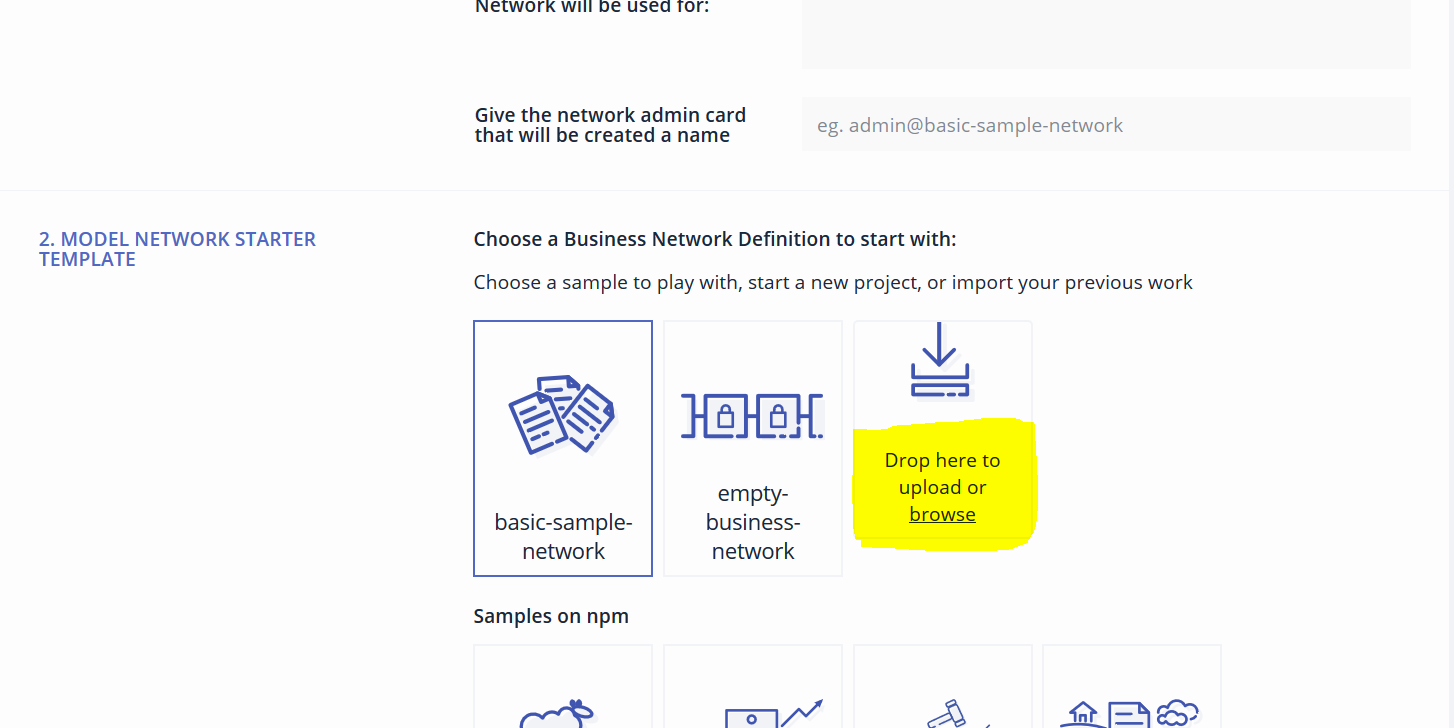 Network will be used for:
Give the network admin card
that will be created a name
eg. admin@basic-sample-network
2. MODEL NETWORK STARTER
TEMPLATE
Choose a Business Network Definition to start with:
Choose a sample to play with, start a new project, or import your previous work
basic-sample-
network
empty-
business-
network
Drop here to
upload or
browse
Samples on npm